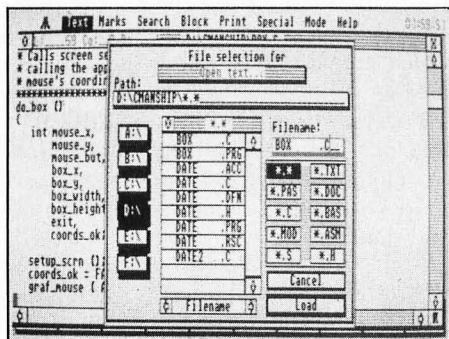 Text Marks Search Block Print Special Mode Help
D:\CMANSHIP\BOX.C
* Calls screen se
* calling the app
* mouse's coordin
do_box ()
{
int mouse_x,
mouse_y,
mouse_but,
box_x,
box_y,
box_width,
box_height
exit,
coords_ok;
setup_scrn ();
coords_ok = FA
graf_mouse ( A
File selection for
Open text...
Path:
D:\CMANSHIP\*.*
A:\
B:\
C:\
D:\
E:\
F:\
*.*
BOX .C
BOX .PRG
DATE .ACC
DATE .C
DATE .DFN
DATE .H
DATE .PRG
DATE .RSC
DATE2 .C
Filename
Filename:
BOX .C
*.* *.TXT
*.PAS *.DOC
*.C *.BAS
*.MOD *.ASM
*.S *.H
Cancel
Load